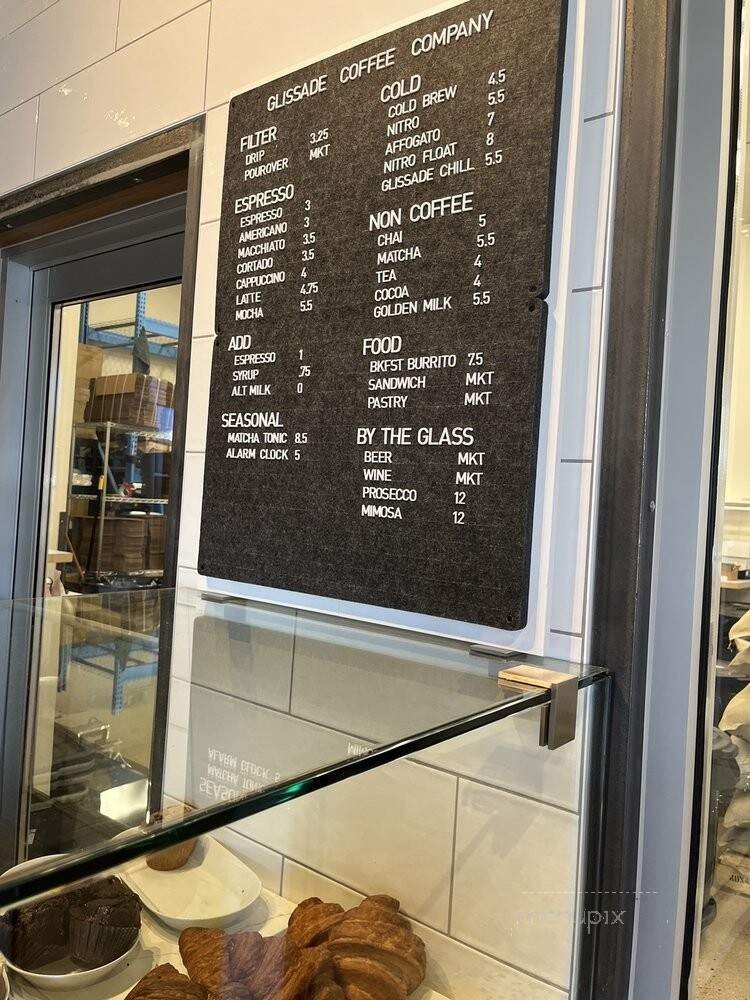 GLISSADE COFFEE COMPANY
FILTER
DRIP 3.25
POUROVER MKT
ESPRESSO
ESPRESSO 3
AMERICANO 3
MACCHIATO 3.5
CORTADO 3.5
CAPPUCCINO 4
LATTE 4.75
MOCHA 5.5
ADD
ESPRESSO 1
SYRUP .75
ALT MILK 0
SEASONAL
MATCHA TONIC 8.5
ALARM CLOCK 5
COLD
COLD BREW 4.5
NITRO 5.5
AFFOGATO 7
NITRO FLOAT 8
GLISSADE CHILL 5.5
NON COFFEE
CHAI 5
MATCHA 5.5
TEA 4
COCOA 4
GOLDEN MILK 5.5
FOOD
BKFST BURRITO 7.5
SANDWICH MKT
PASTRY MKT
BY THE GLASS
BEER MKT
WINE MKT
PROSECCO 12
MIMOSA 12